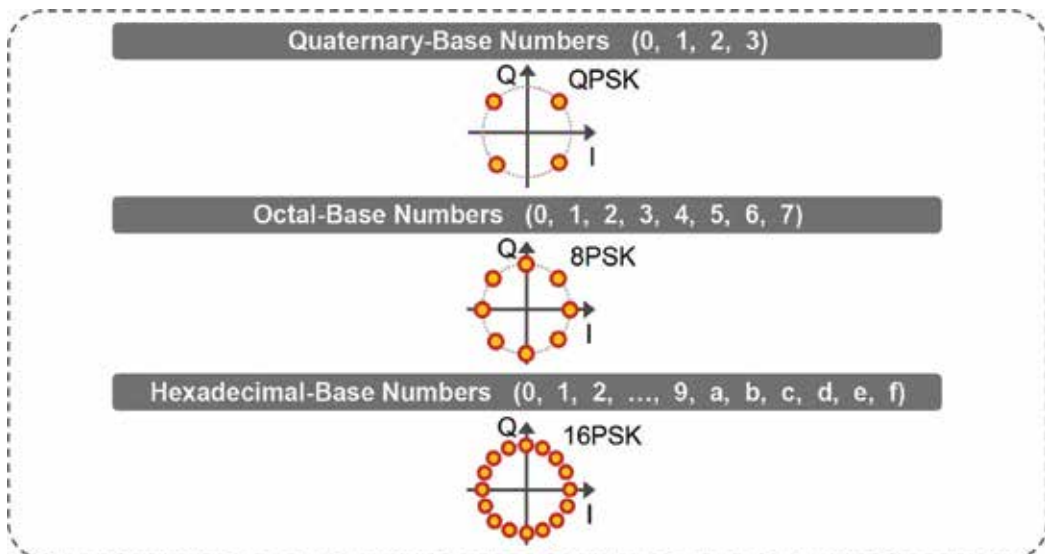 Quaternary-Base Numbers (0, 1, 2, 3)
Q QPSK
I
Octal-Base Numbers (0, 1, 2, 3, 4, 5, 6, 7)
Q 8PSK
I
Hexadecimal-Base Numbers (0, 1, 2, ..., 9, a, b, c, d, e, f)
Q 16PSK
I